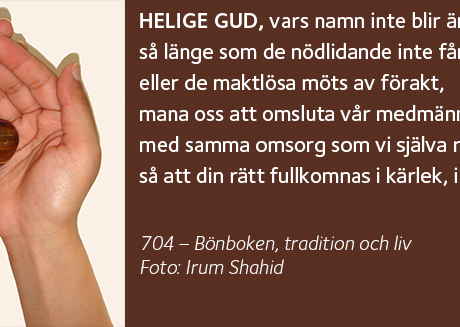 HELIGE GUD, vars namn inte blir
så länge som de nödlidande inte
eller de maktlösa möts av förakt,
mana oss att omsluta vår
med samma omsorg som vi själva
så att din rätt fullkomnas i kärlek,
704 – Bönboken, tradition och liv
Foto: Irum Shahid